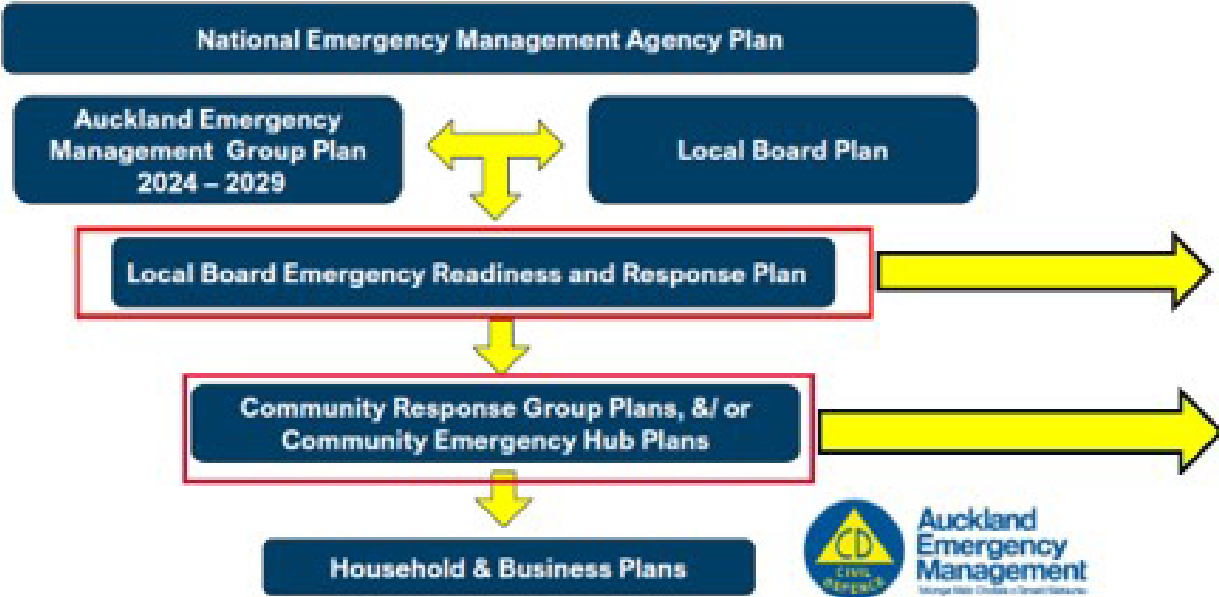 National Emergency Management Agency Plan
Auckland Emergency
Management Group Plan
2024 – 2029
Local Board Plan
Local Board Emergency Readiness and Response Plan
Community Response Group Plans, &/ or
Community Emergency Hub Plans
Household & Business Plans
CD
CIVIL
DEFENCE
Auckland
Emergency
Management